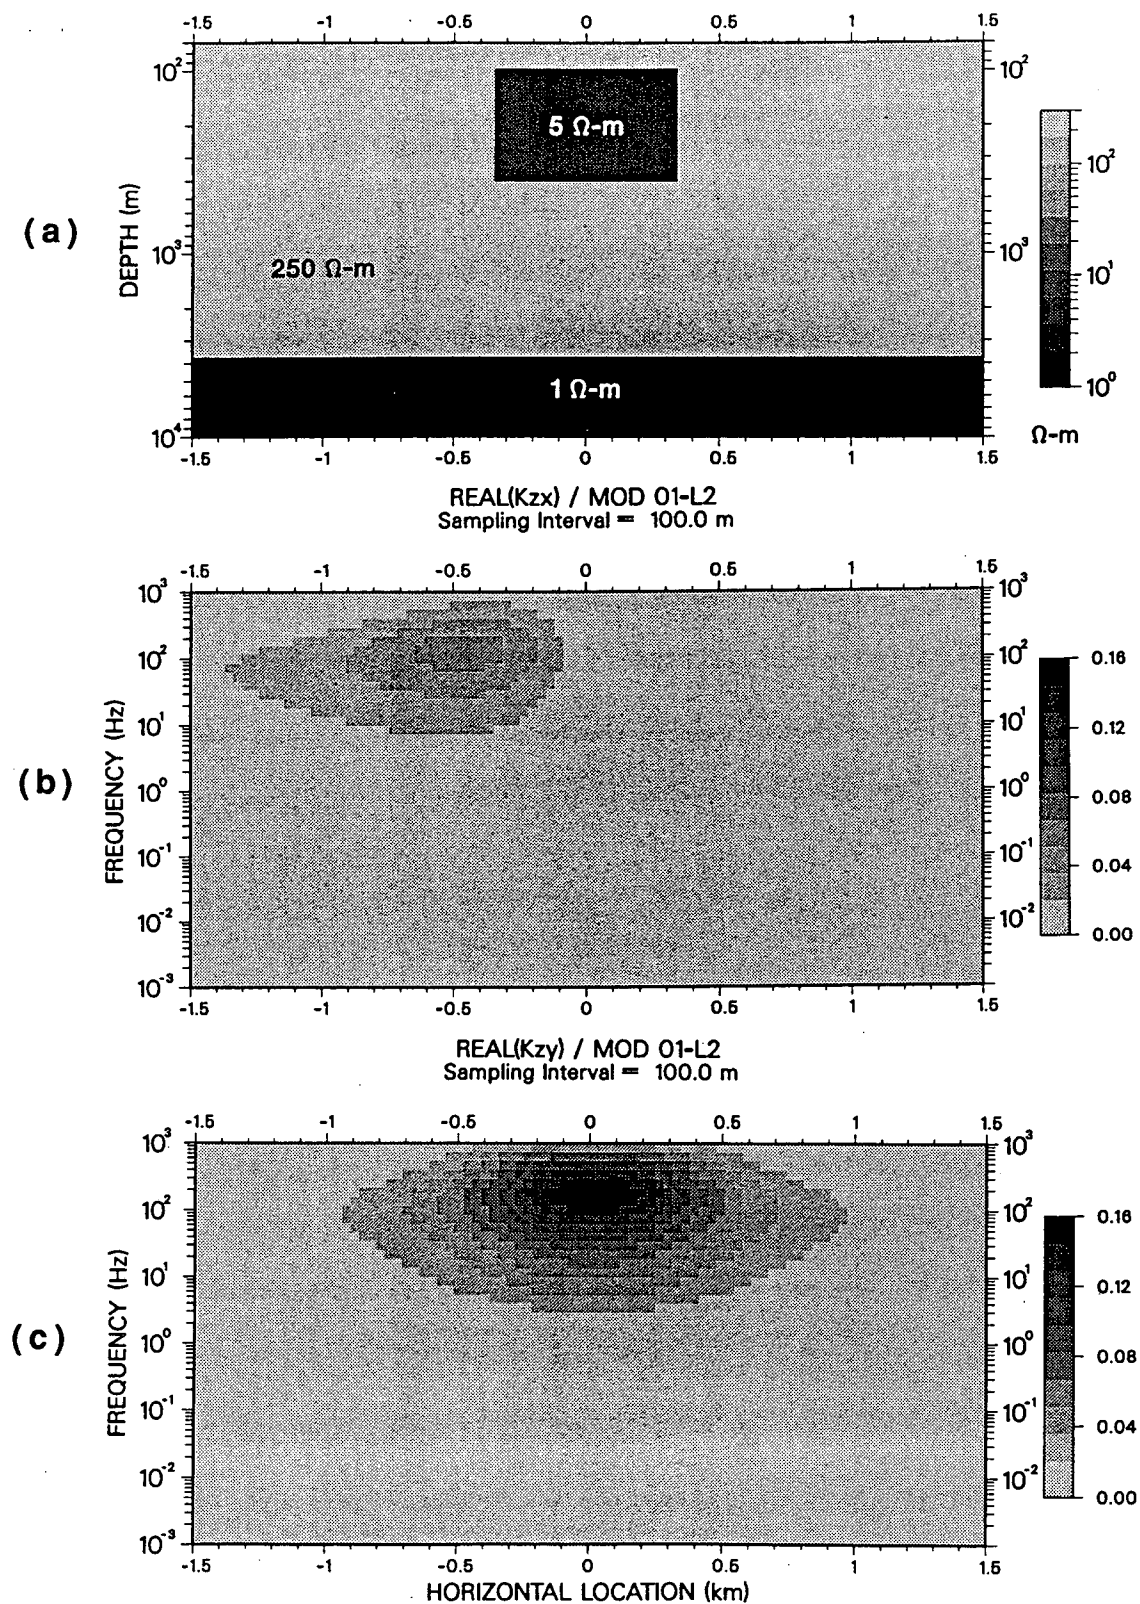 -1.5 -1 -0.5 0 0.5 1 1.5
10² 10²
5 Ω-m
10²
(a)
DEPTH (m)
10³ 10³
250 Ω-m
10¹
1 Ω-m
10⁰
10⁴
Ω-m
-1.5 -1 -0.5 0 0.5 1 1.5
REAL(Kzx) / MOD 01-L2
Sampling Interval = 100.0 m
-1.5 -1 -0.5 0 0.5 1 1.5
10³ 10³
10² 10² 0.16
10¹ 10¹ 0.12
(b)
FREQUENCY (Hz)
10⁰ 10⁰ 0.08
10⁻¹ 10⁻¹ 0.04
10⁻² 10⁻² 0.00
10⁻³
-1.5 -1 -0.5 0 0.5 1 1.5
REAL(Kzy) / MOD 01-L2
Sampling Interval = 100.0 m
-1.5 -1 -0.5 0 0.5 1 1.5
10³ 10³
10² 10² 0.16
10¹ 10¹ 0.12
(c)
FREQUENCY (Hz)
10⁰ 10⁰ 0.08
10⁻¹ 10⁻¹ 0.04
10⁻² 10⁻² 0.00
10⁻³
-1.5 -1 -0.5 0 0.5 1 1.5
HORIZONTAL LOCATION (km)